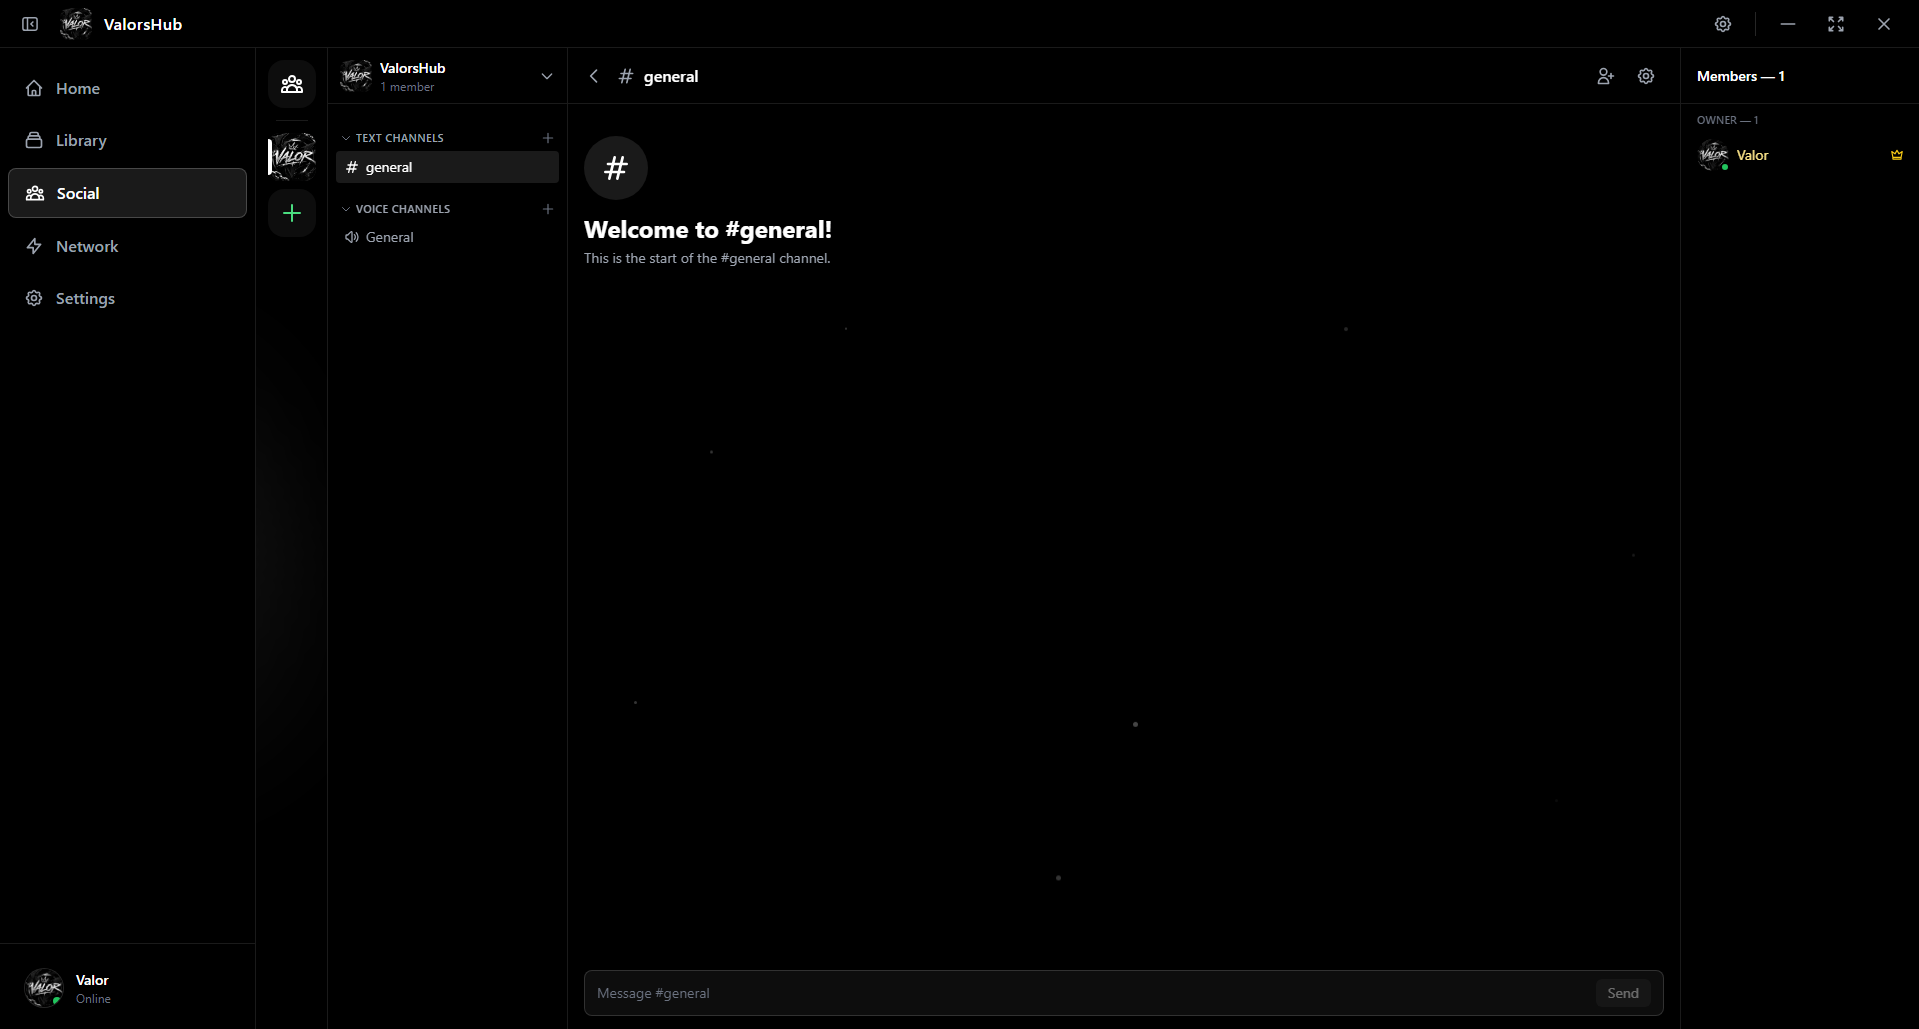 ValorsHub
Home
Library
Social
Network
Settings
Valor
Online
VALOR
ValorsHub
1 member
TEXT CHANNELS
# general
VOICE CHANNELS
General
# general
#
Welcome to #general!
This is the start of the #general channel.
Message #general
Send
Members — 1
OWNER — 1
Valor